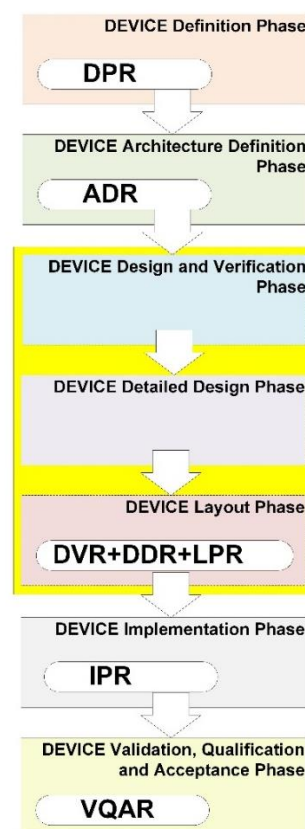 DEVICE Definition Phase
DPR
DEVICE Architecture Definition
Phase
ADR
DEVICE Design and Verification
Phase
DEVICE Detailed Design Phase
DEVICE Layout Phase
DVR+DDR+LPR
DEVICE Implementation Phase
IPR
DEVICE Validation, Qualification
and Acceptance Phase
VQAR